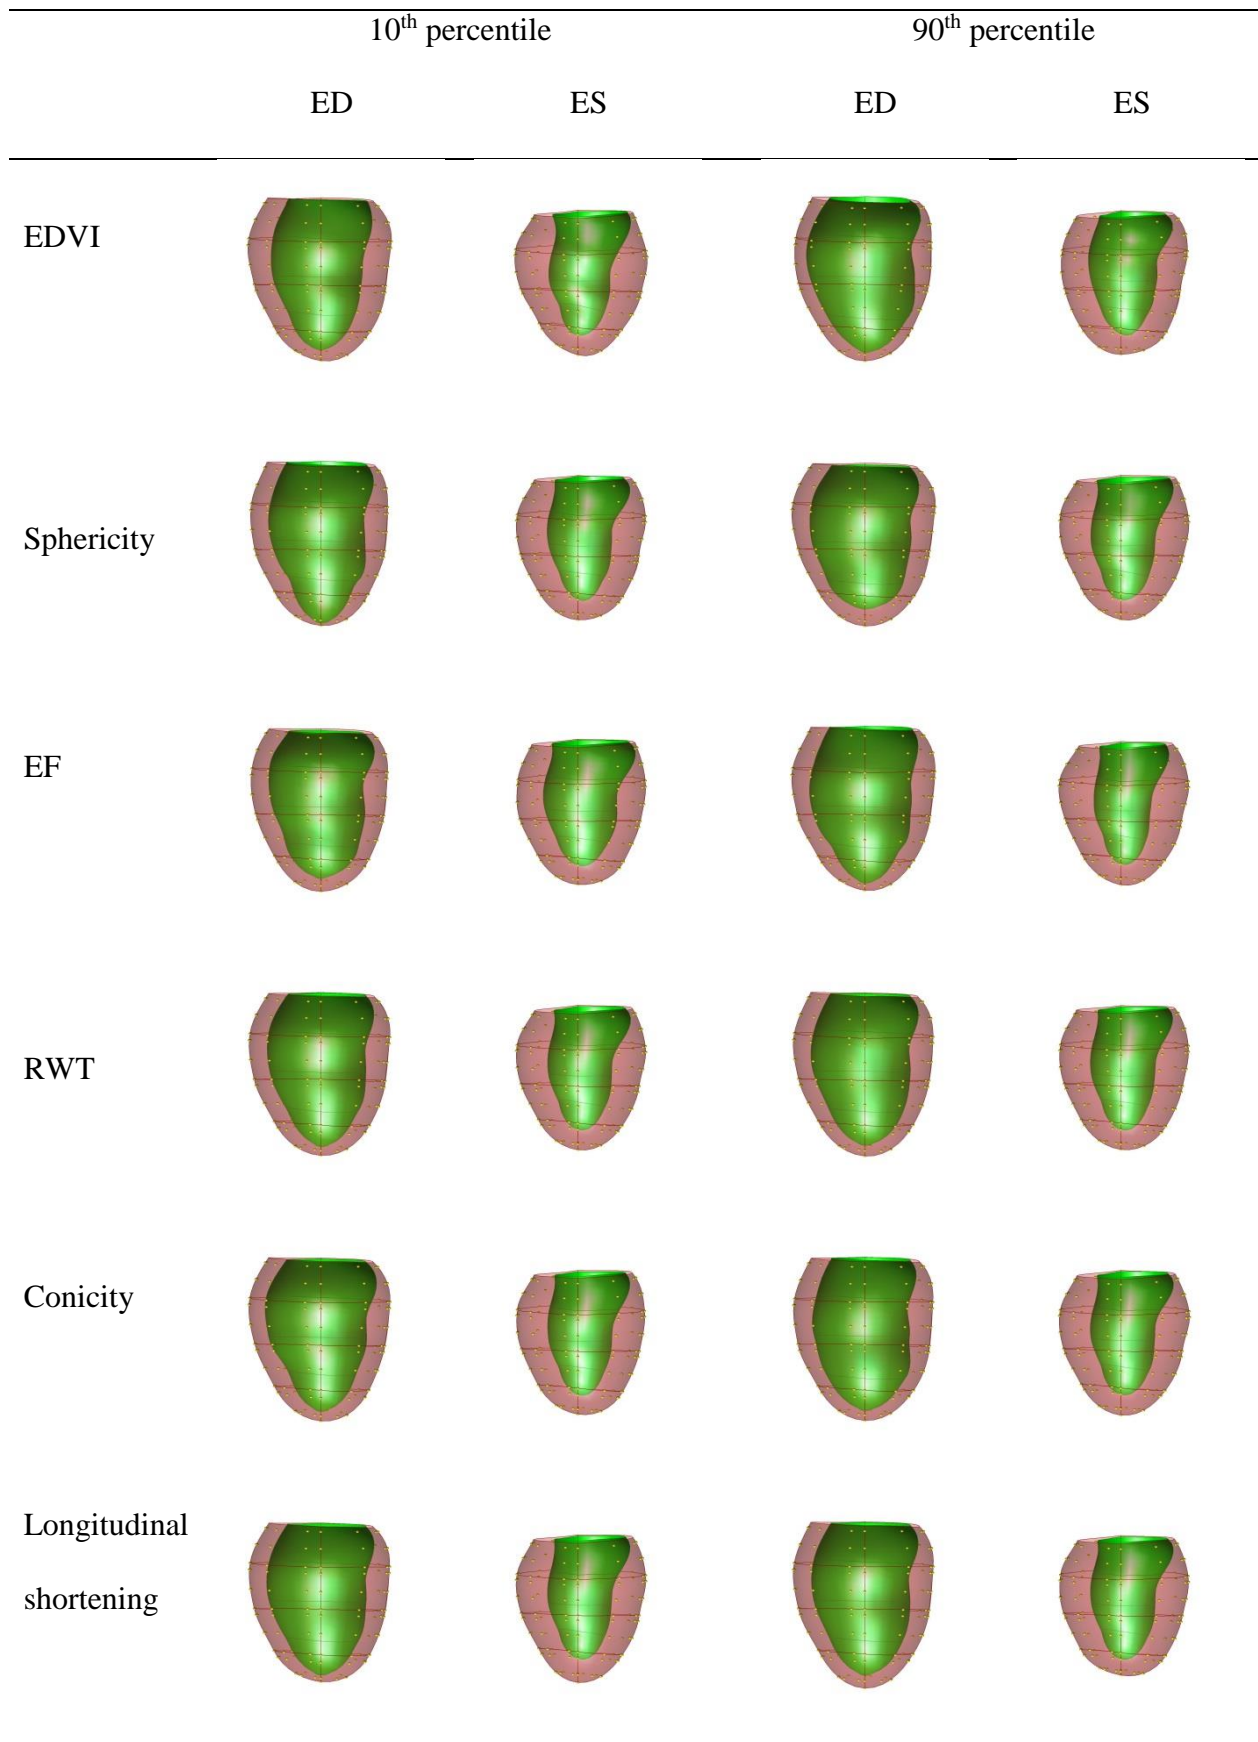 10th percentile 90th percentile
ED ES ED ES
EDVI
Sphericity
EF
RWT
Conicity
Longitudinal
shortening